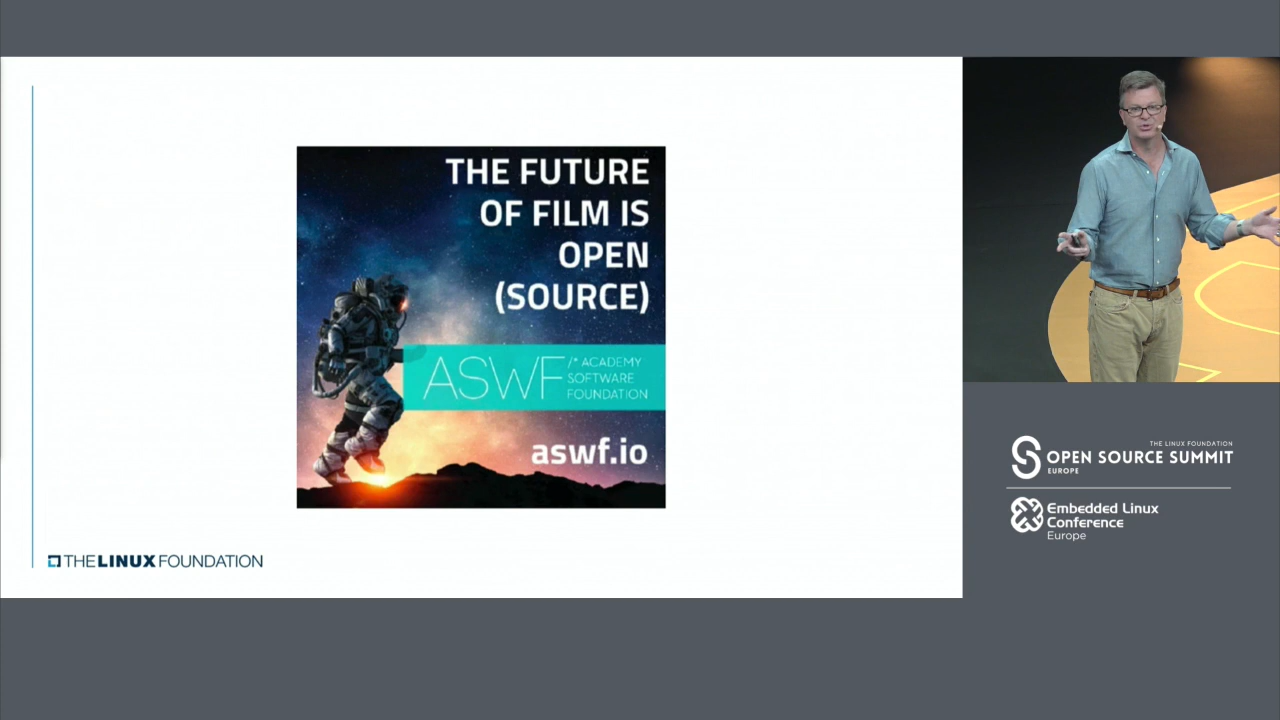 THE FUTURE
OF FILM IS
OPEN
(SOURCE)
ASWF /* ACADEMY
SOFTWARE
FOUNDATION
aswf.io
THE LINUX FOUNDATION
THE LINUX FOUNDATION
OPEN SOURCE SUMMIT
EUROPE
Embedded Linux
Conference
Europe